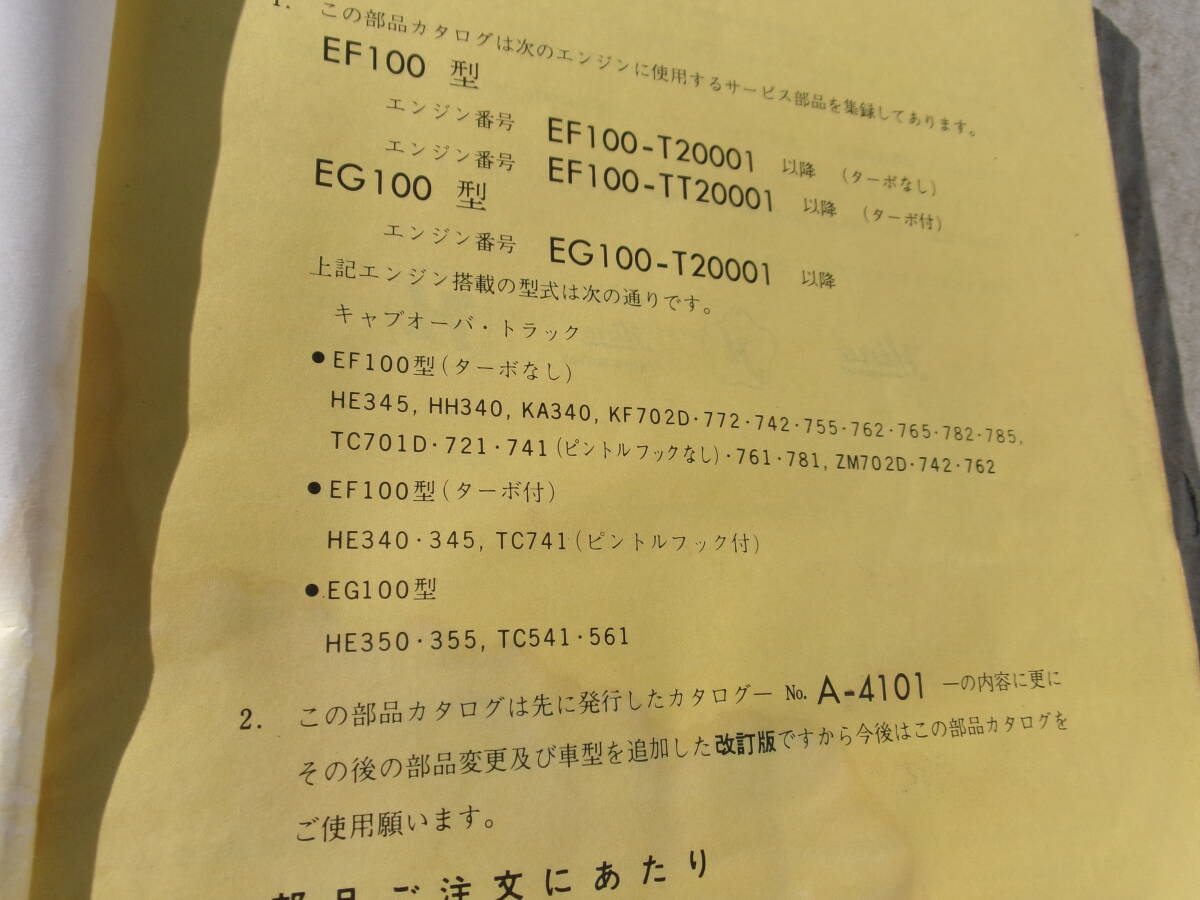 1. この部品カタログは次のエンジンに使用するサービス部品を集録してあります。
EF100 型
エンジン番号 EF100-T20001 以降 (ターボなし)
エンジン番号 EF100-TT20001 以降 (ターボ付)
EG100 型
エンジン番号 EG100-T20001 以降
上記エンジン搭載の型式は次の通りです。
キャブオーバ・トラック
●EF100型(ターボなし)
HE345, HH340, KA340, KF702D・772・742・755・762・765・782・785,
TC701D・721・741(ピントルフックなし)・761・781, ZM702D・742・762
●EF100型(ターボ付)
HE340・345, TC741(ピントルフック付)
●EG100型
HE350・355, TC541・561
2. この部品カタログは先に発行したカタログー No. A-4101 ーの内容に更に
その後の部品変更及び車型を追加した改訂版ですから今後はこの部品カタログを
ご使用願います。
部品ご注文にあたり